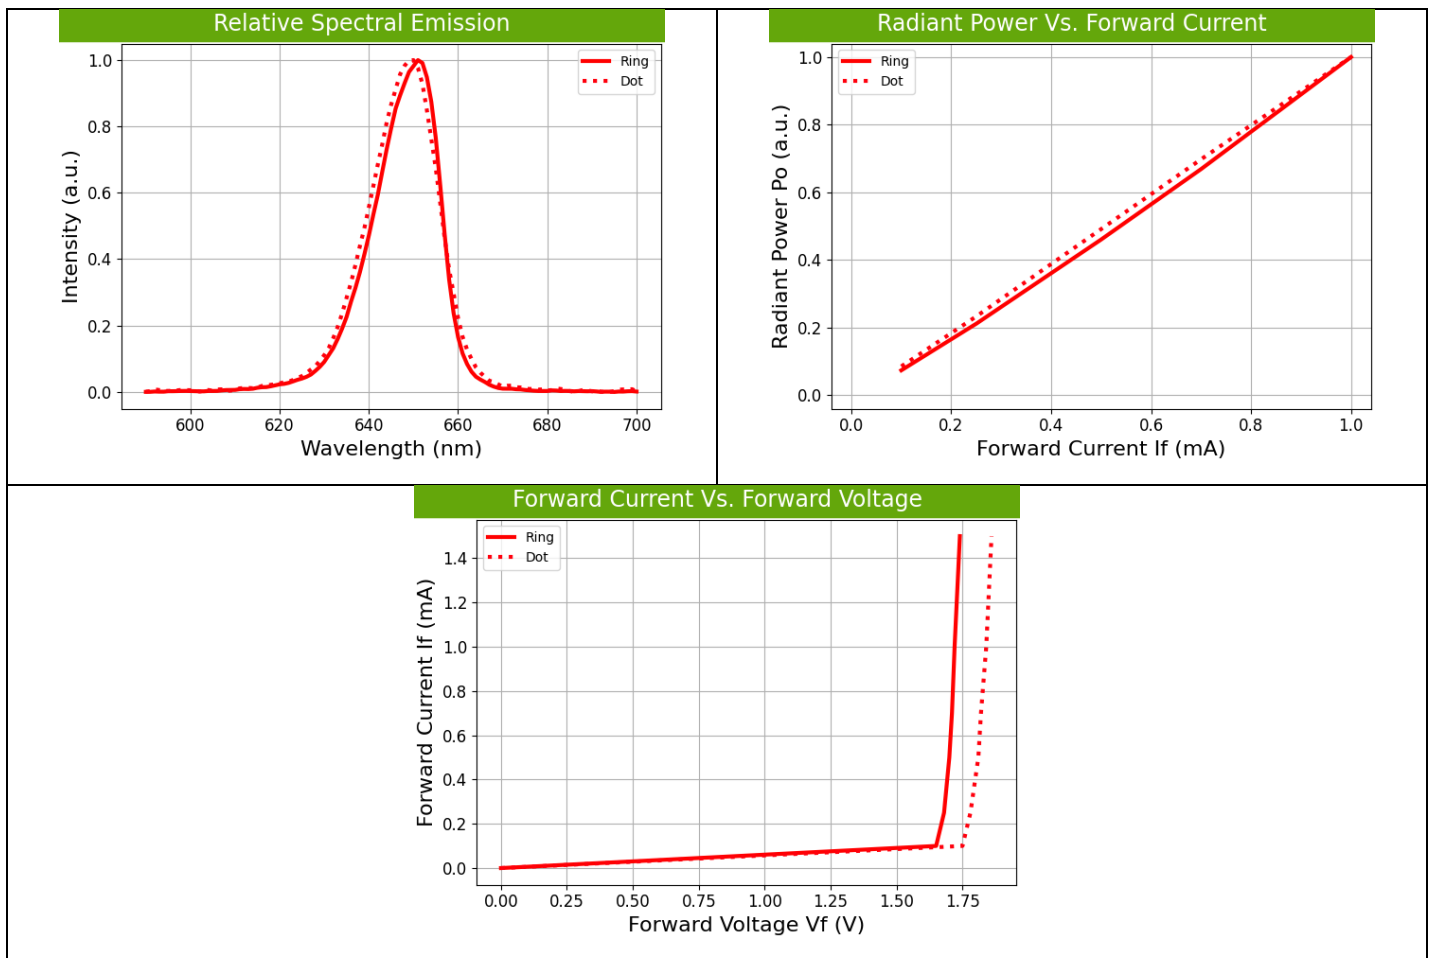 Relative Spectral Emission
Ring
Dot
1.0
0.8
0.6
0.4
0.2
0.0
Intensity (a.u.)
600 620 640 660 680 700
Wavelength (nm)
Radiant Power Vs. Forward Current
Ring
Dot
1.0
0.8
0.6
0.4
0.2
0.0
Radiant Power Po (a.u.)
0.0 0.2 0.4 0.6 0.8 1.0
Forward Current If (mA)
Forward Current Vs. Forward Voltage
Ring
Dot
1.4
1.2
1.0
0.8
0.6
0.4
0.2
0.0
Forward Current If (mA)
0.00 0.25 0.50 0.75 1.00 1.25 1.50 1.75
Forward Voltage Vf (V)